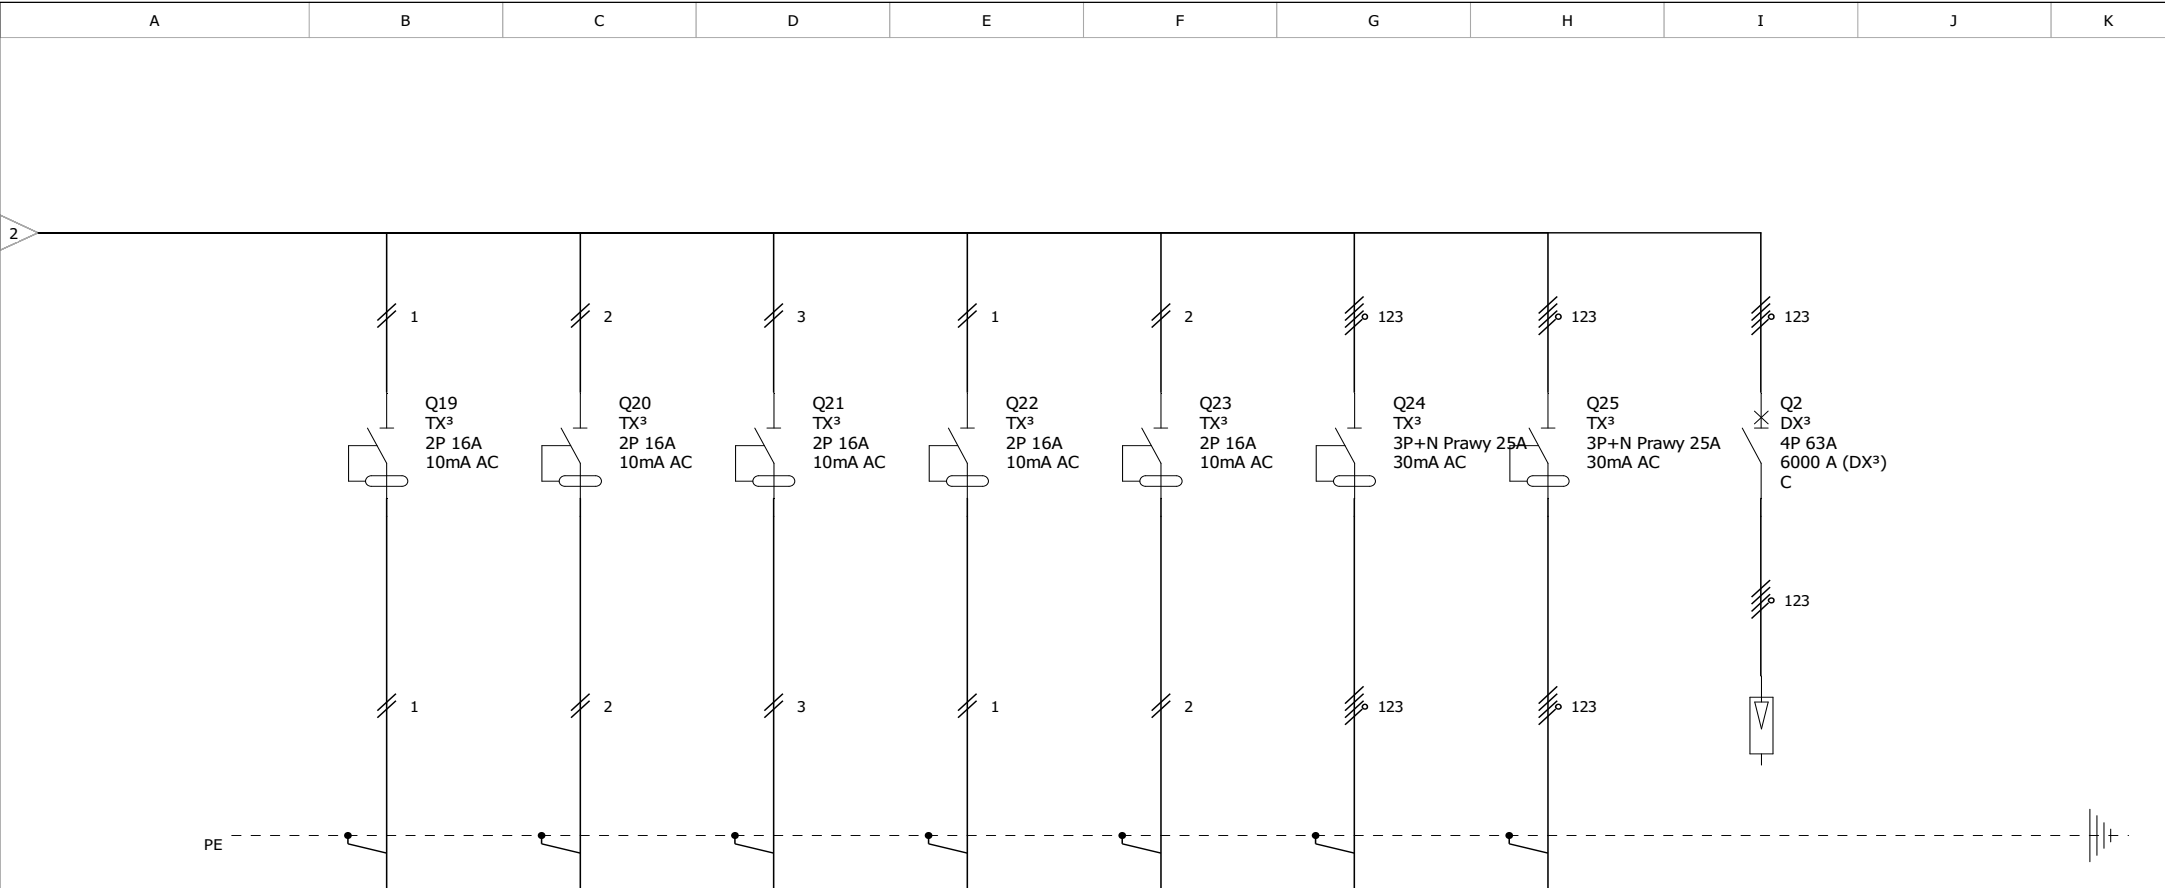 A B C D E F G H I J K
2
1 2 3 1 2 123 123 123
Q19
TX³
2P 16A
10mA AC
Q20
TX³
2P 16A
10mA AC
Q21
TX³
2P 16A
10mA AC
Q22
TX³
2P 16A
10mA AC
Q23
TX³
2P 16A
10mA AC
Q24
TX³
3P+N Prawy 25A
30mA AC
Q25
TX³
3P+N Prawy 25A
30mA AC
Q2
DX³
4P 63A
6000 A (DX³)
C
123
1 2 3 1 2 123 123
PE